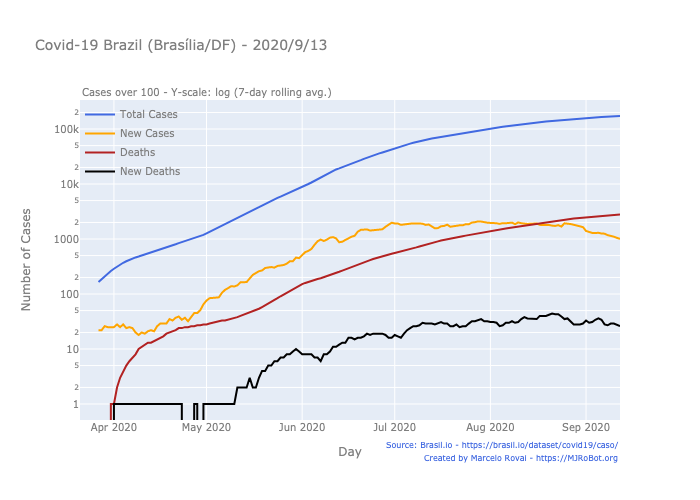 Covid-19 Brazil (Brasília/DF) - 2020/9/13
Cases over 100 - Y-scale: log (7-day rolling avg.)
Total Cases
New Cases
Deaths
New Deaths
2
100k
5
2
10k
5
2
1000
5
2
100
5
2
10
5
2
1
Number of Cases
Apr 2020
May 2020
Jun 2020
Jul 2020
Aug 2020
Sep 2020
Day
Source: Brasil.io - https://brasil.io/dataset/covid19/caso/
Created by Marcelo Rovai - https://MJRoBot.org